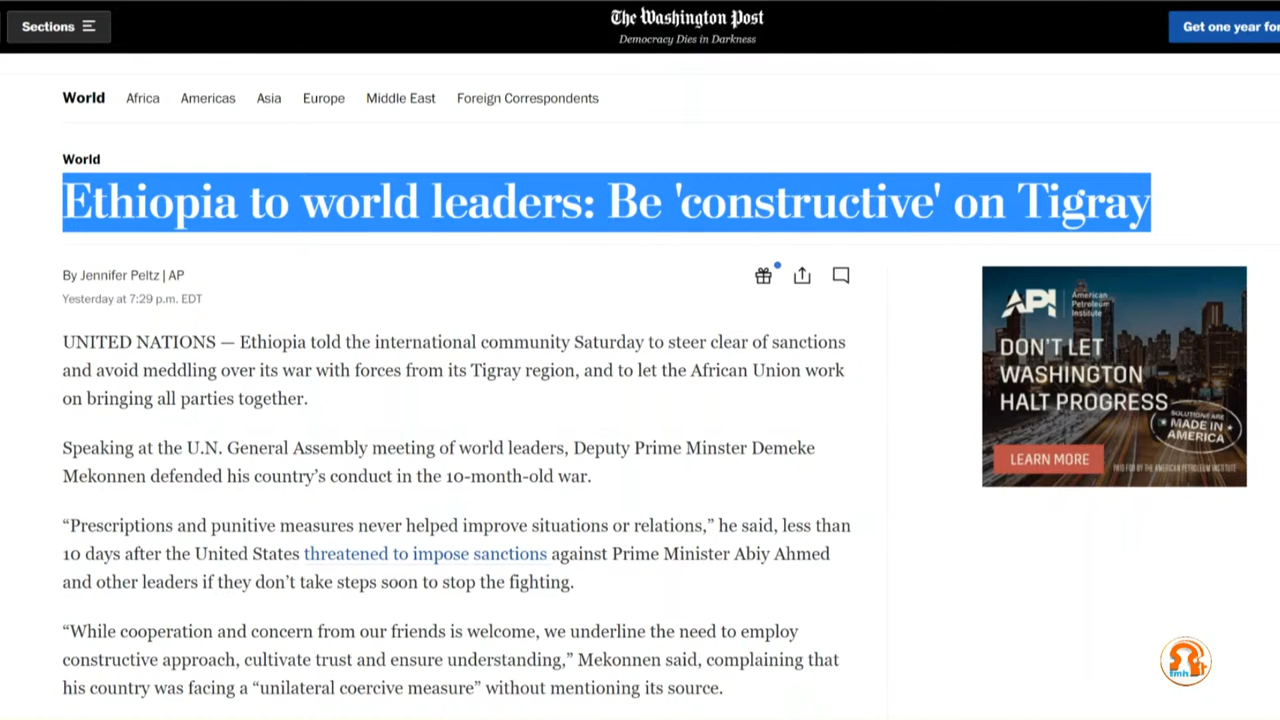 Sections
The Washington Post
Democracy Dies in Darkness
Get one year for
World Africa Americas Asia Europe Middle East Foreign Correspondents
World
Ethiopia to world leaders: Be 'constructive' on Tigray
By Jennifer Peltz | AP
Yesterday at 7:29 p.m. EDT
UNITED NATIONS — Ethiopia told the international community Saturday to steer clear of sanctions
and avoid meddling over its war with forces from its Tigray region, and to let the African Union work
on bringing all parties together.
Speaking at the U.N. General Assembly meeting of world leaders, Deputy Prime Minster Demeke
Mekonnen defended his country’s conduct in the 10-month-old war.
“Prescriptions and punitive measures never helped improve situations or relations,” he said, less than
10 days after the United States threatened to impose sanctions against Prime Minister Abiy Ahmed
and other leaders if they don’t take steps soon to stop the fighting.
“While cooperation and concern from our friends is welcome, we underline the need to employ
constructive approach, cultivate trust and ensure understanding,” Mekonnen said, complaining that
his country was facing a “unilateral coercive measure” without mentioning its source.
API
American
Petroleum
Institute
DON'T LET
WASHINGTON
HALT PROGRESS
SOLUTIONS ARE
MADE IN
AMERICA
LEARN MORE
PAID FOR BY THE AMERICAN PETROLEUM INSTITUTE
tmh